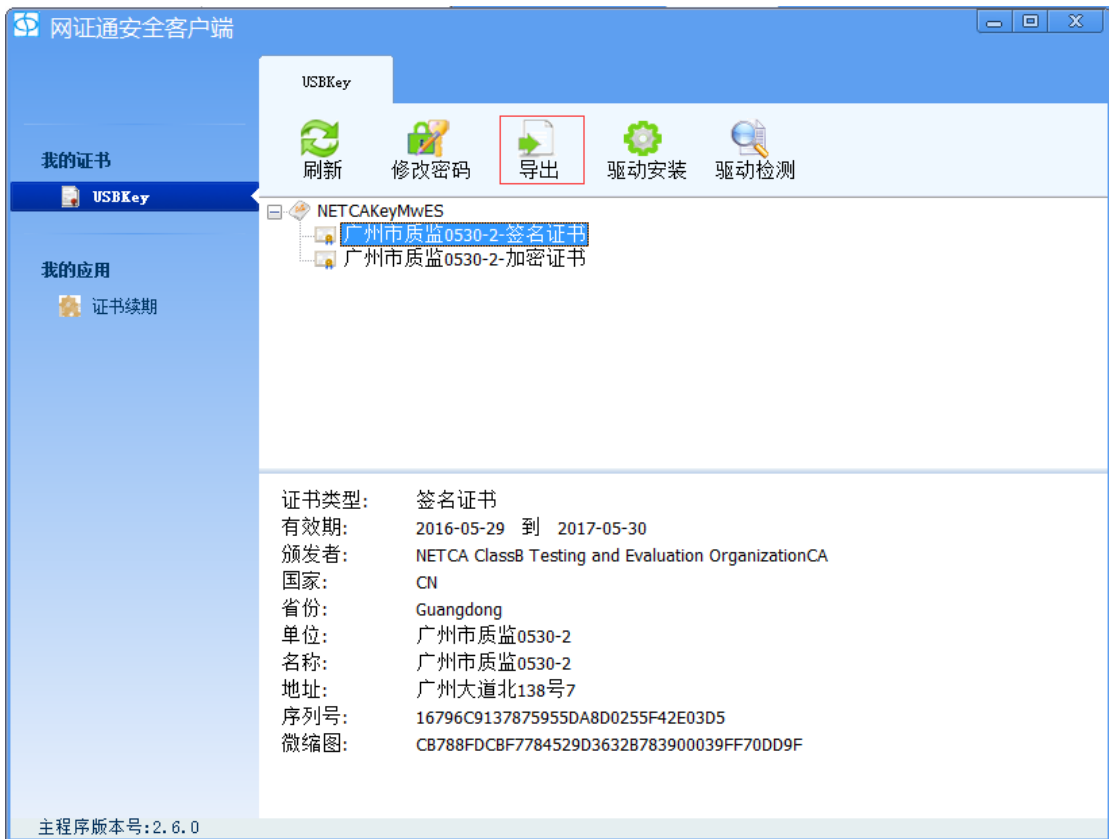 网证通安全客户端
USBKey
刷新 修改密码 导出 驱动安装 驱动检测
我的证书
USBKey
我的应用
证书续期
NETCAKeyMwES
广州市质监0530-2-签名证书
广州市质监0530-2-加密证书
证书类型: 签名证书
有效期: 2016-05-29 到 2017-05-30
颁发者: NETCA ClassB Testing and Evaluation OrganizationCA
国家: CN
省份: Guangdong
单位: 广州市质监0530-2
名称: 广州市质监0530-2
地址: 广州大道北138号7
序列号: 16796C9137875955DA8D0255F42E03D5
微缩图: CB788FDCBF7784529D3632B783900039FF70DD9F
主程序版本号:2.6.0